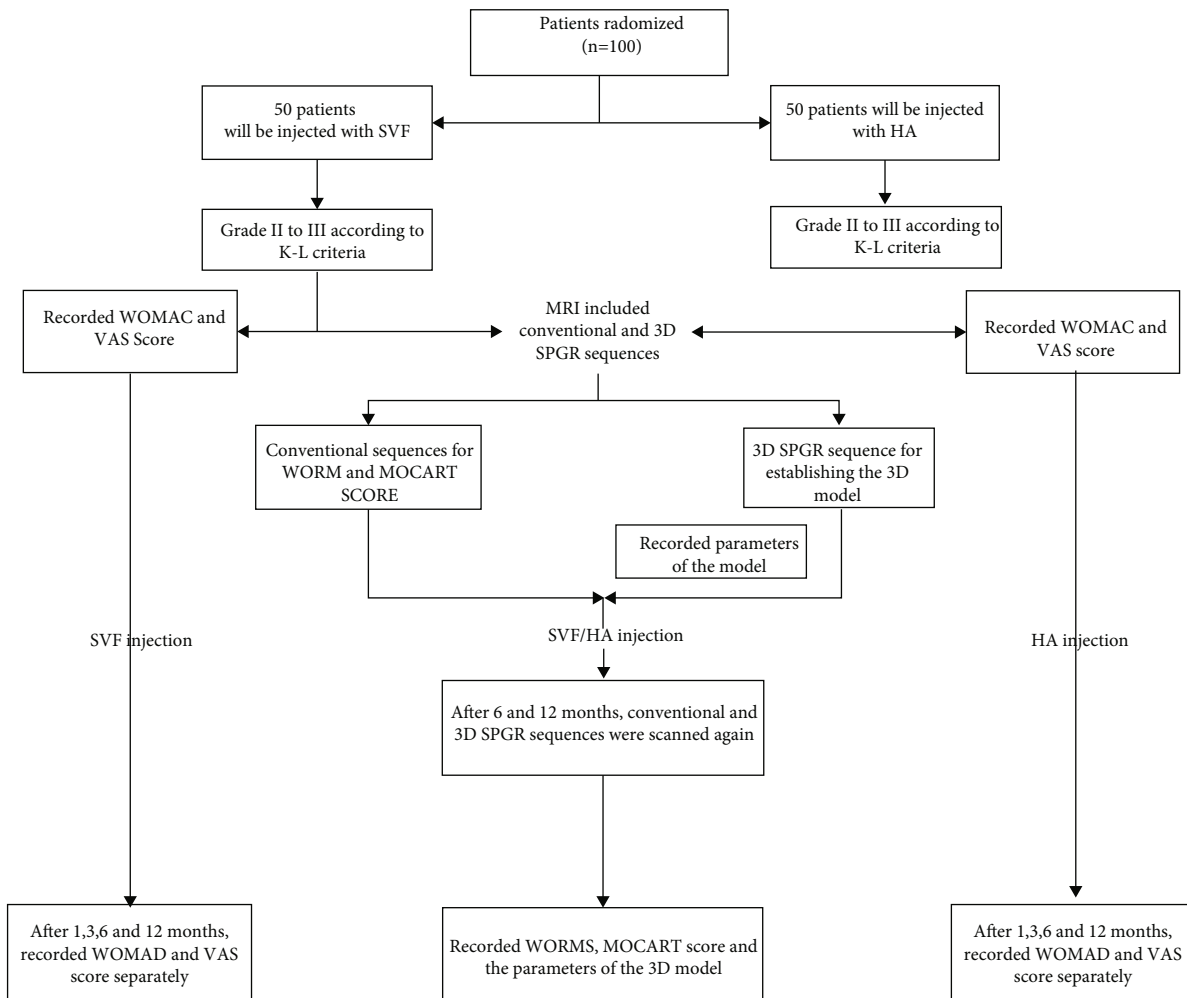 Patients radomized
(n=100)
50 patients
will be injected with SVF
50 patients will be injected
with HA
Grade II to III according to
K-L criteria
Grade II to III according to
K-L criteria
Recorded WOMAC and
VAS Score
MRI included
conventional and 3D
SPGR sequences
Recorded WOMAC and
VAS score
Conventional sequences for
WORM and MOCART
SCORE
3D SPGR sequence for
establishing the 3D
model
Recorded parameters
of the model
SVF injection
SVF/HA injection
HA injection
After 6 and 12 months, conventional and
3D SPGR sequences were scanned again
After 1,3,6 and 12 months,
recorded WOMAD and VAS
score separately
Recorded WORMS, MOCART score and
the parameters of the 3D model
After 1,3,6 and 12 months,
recorded WOMAD and VAS
score separately